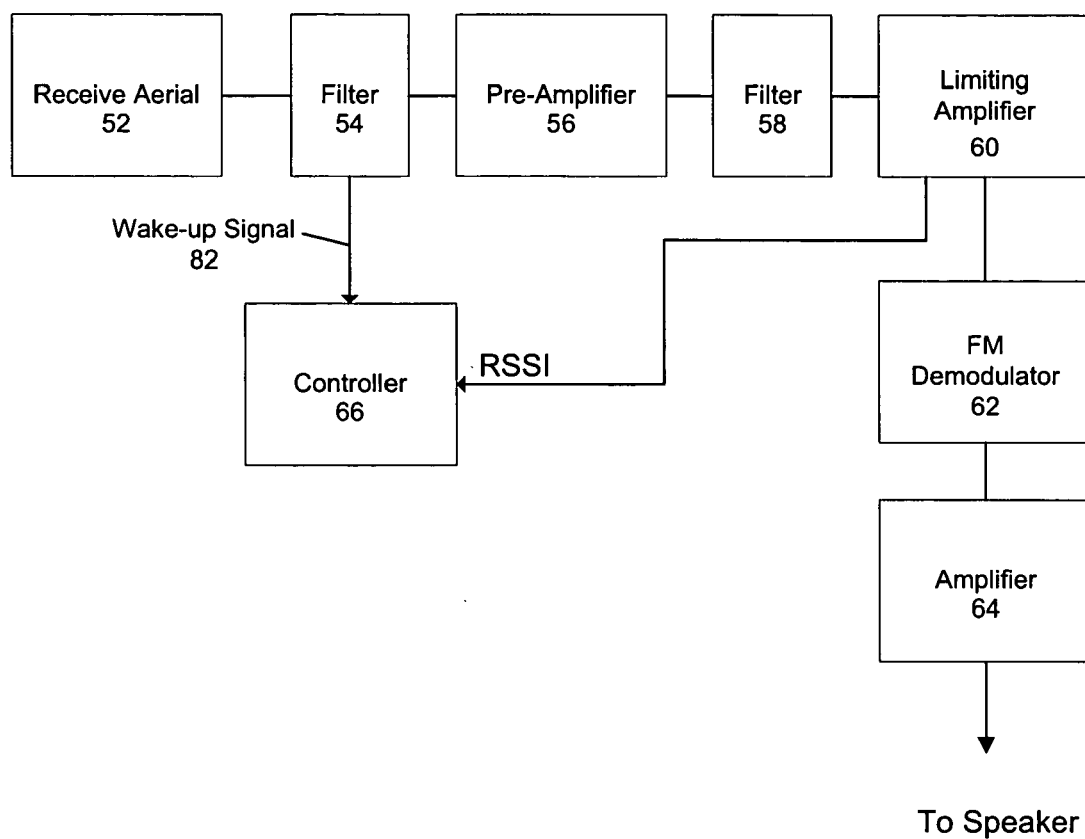 Receive Aerial
52
Filter
54
Pre-Amplifier
56
Filter
58
Limiting
Amplifier
60
Wake-up Signal
82
Controller
66
RSSI
FM
Demodulator
62
Amplifier
64
To Speaker